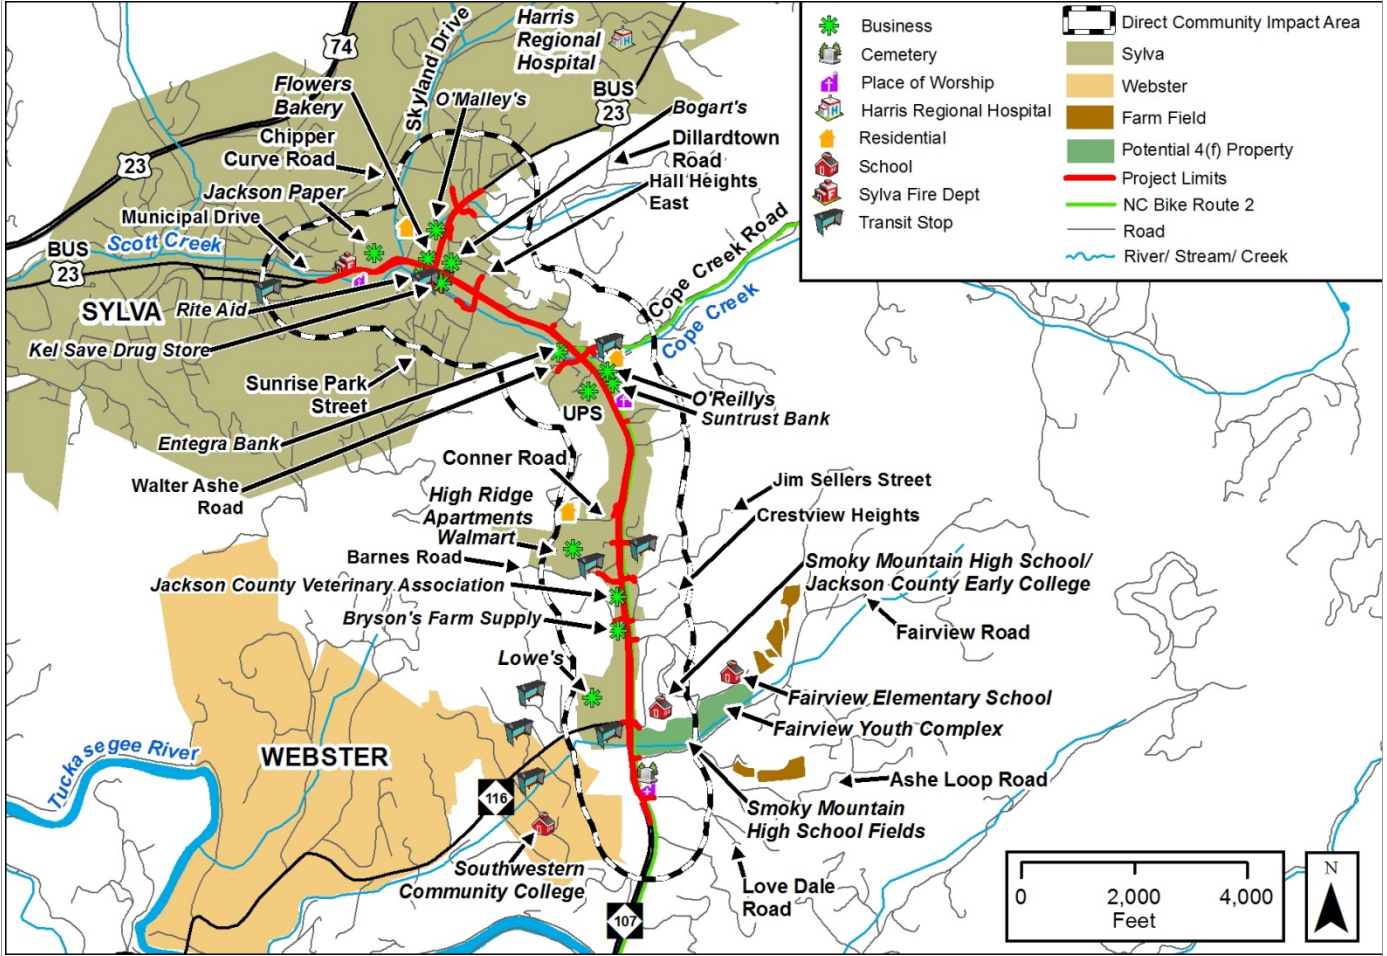 Harris
Regional
Hospital
74
Skyland Drive
Flowers
Bakery
O'Malley's
BUS
23
Bogart's
Chipper
Curve Road
Dillardtown
Road
23
Jackson Paper
Hall Heights
East
Municipal Drive
Scott Creek
BUS
23
Cope Creek Road
Cope Creek
SYLVA
Rite Aid
Kel Save Drug Store
Sunrise Park
Street
O'Reillys
Suntrust Bank
UPS
Entegra Bank
Walter Ashe
Road
Conner Road
Jim Sellers Street
High Ridge
Apartments
Crestview Heights
Walmart
Barnes Road
Smoky Mountain High School/
Jackson County Early College
Jackson County Veterinary Association
Bryson's Farm Supply
Fairview Road
Lowe's
Fairview Elementary School
Fairview Youth Complex
Tuckasegee River
WEBSTER
Ashe Loop Road
116
Smoky Mountain
High School Fields
Southwestern
Community College
Love Dale
Road
107
Business
Cemetery
Place of Worship
Harris Regional Hospital
Residential
School
Sylva Fire Dept
Transit Stop
Direct Community Impact Area
Sylva
Webster
Farm Field
Potential 4(f) Property
Project Limits
NC Bike Route 2
Road
River/ Stream/ Creek
0 2,000 4,000
Feet
N